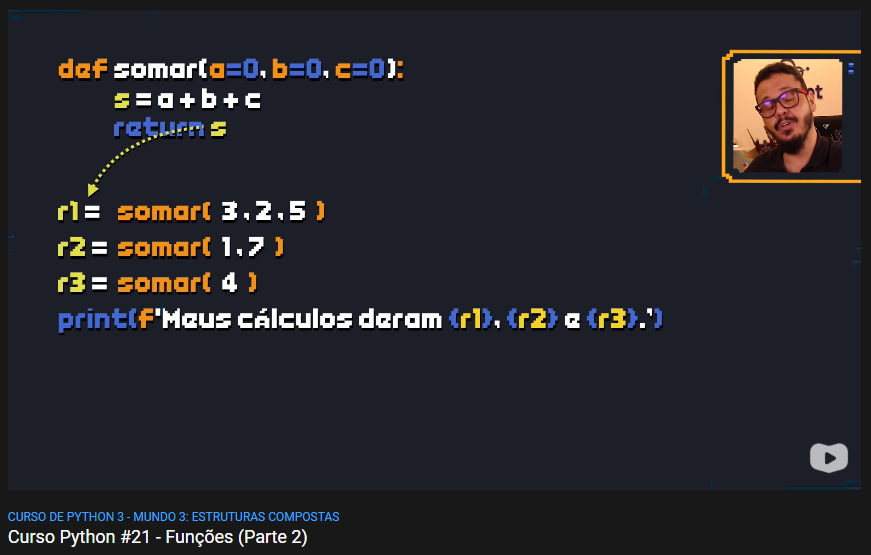 def somar(a=0, b=0, c=0):
s = a + b + c
return s
r1 = somar( 3, 2, 5 )
r2 = somar( 1, 7 )
r3 = somar( 4 )
print(f'Meus cálculos deram {r1}, {r2} e {r3}.')
CURSO DE PYTHON 3 - MUNDO 3: ESTRUTURAS COMPOSTAS
Curso Python #21 - Funções (Parte 2)